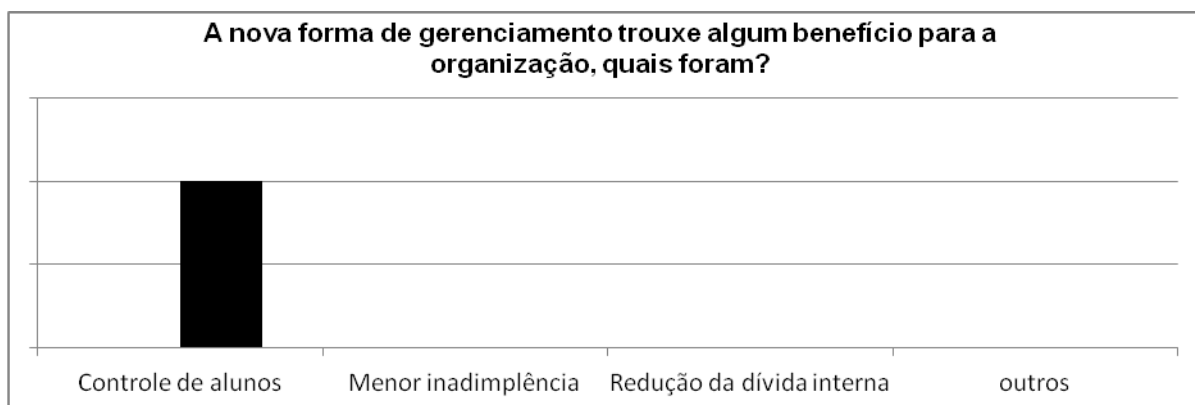 A nova forma de gerenciamento trouxe algum benefício para a
organização, quais foram?
Controle de alunos
Menor inadimplência
Redução da dívida interna
outros